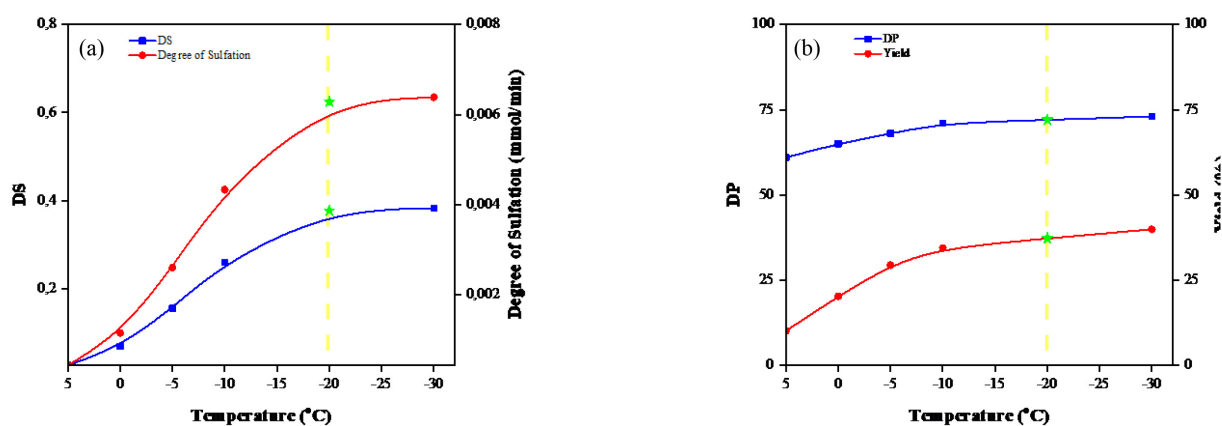 (a)
DS
Degree of Sulfation
0,8
0,6
0,4
0,2
DS
0,008
0,006
0,004
0,002
Degree of Sulfation (mmol/min)
5 0 -5 -10 -15 -20 -25 -30
Temperature (°C)
(b)
DP
Yield
100
75
50
25
0
DP
100
75
50
25
0
Yield (%)
5 0 -5 -10 -15 -20 -25 -30
Temperature (°C)